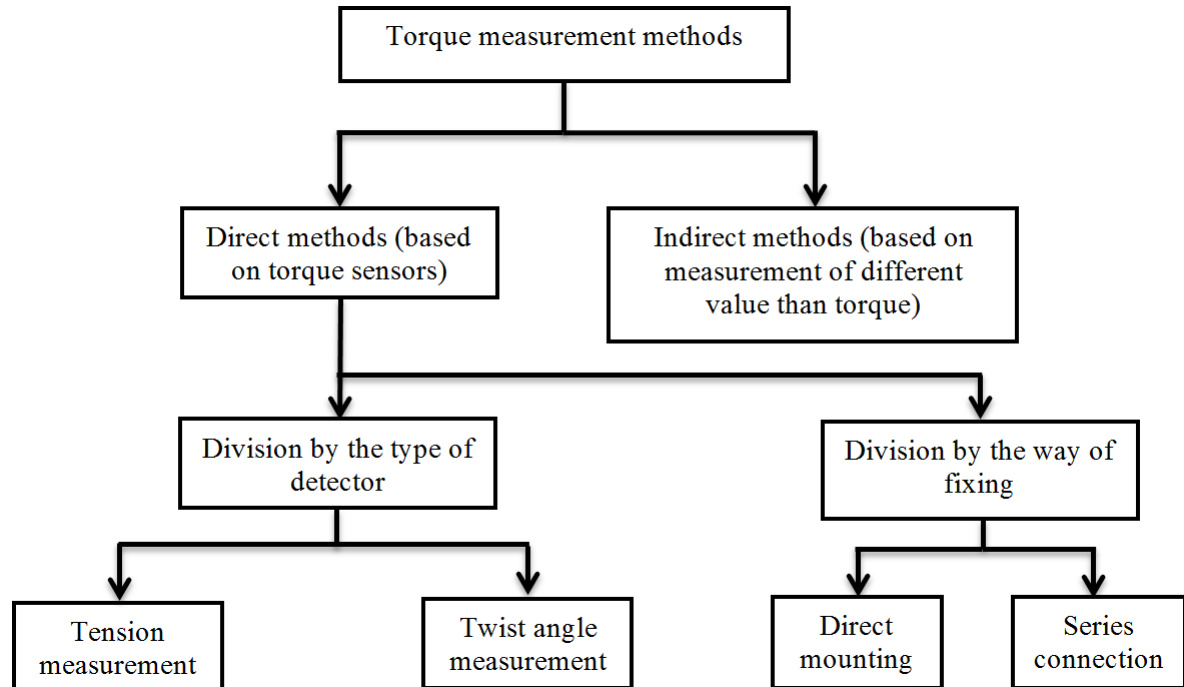 Torque measurement methods
Direct methods (based
on torque sensors)
Indirect methods (based on
measurement of different
value than torque)
Division by the type of
detector
Division by the way of
fixing
Tension
measurement
Twist angle
measurement
Direct
mounting
Series
connection